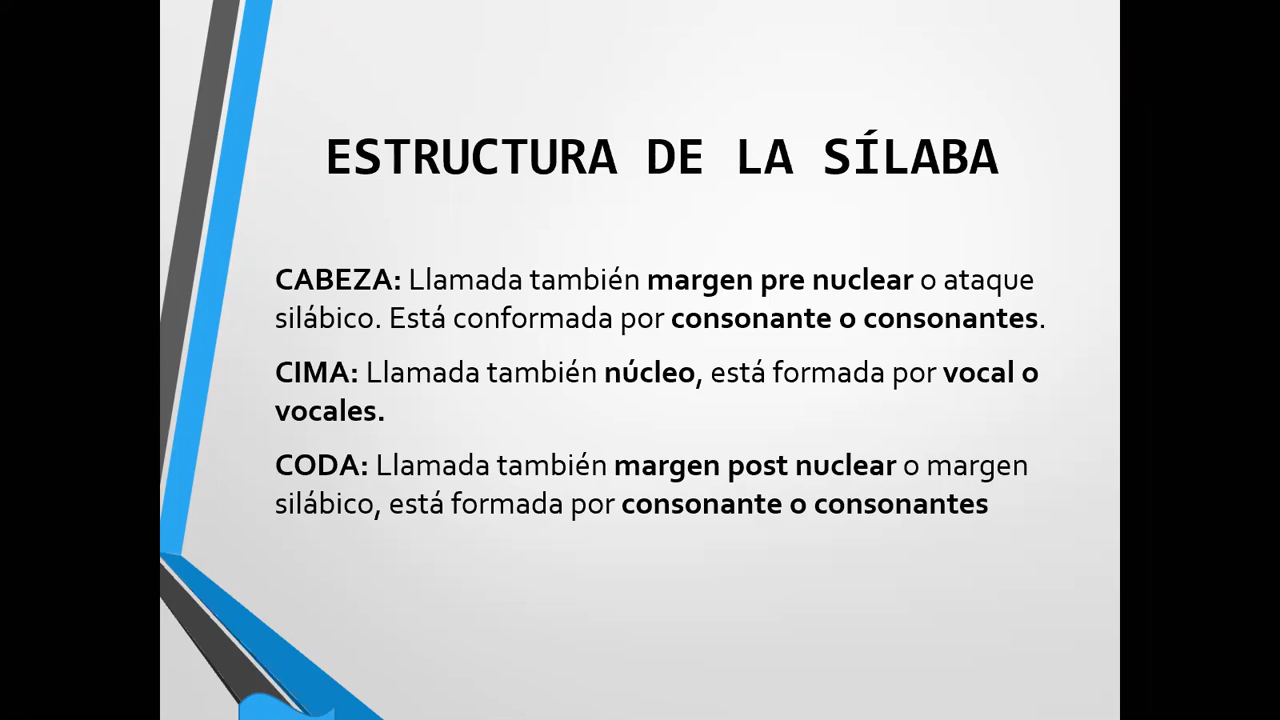 ESTRUCTURA DE LA SÍLABA
CABEZA: Llamada también margen pre nuclear o ataque
silábico. Está conformada por consonante o consonantes.
CIMA: Llamada también núcleo, está formada por vocal o
vocales.
CODA: Llamada también margen post nuclear o margen
silábico, está formada por consonante o consonantes